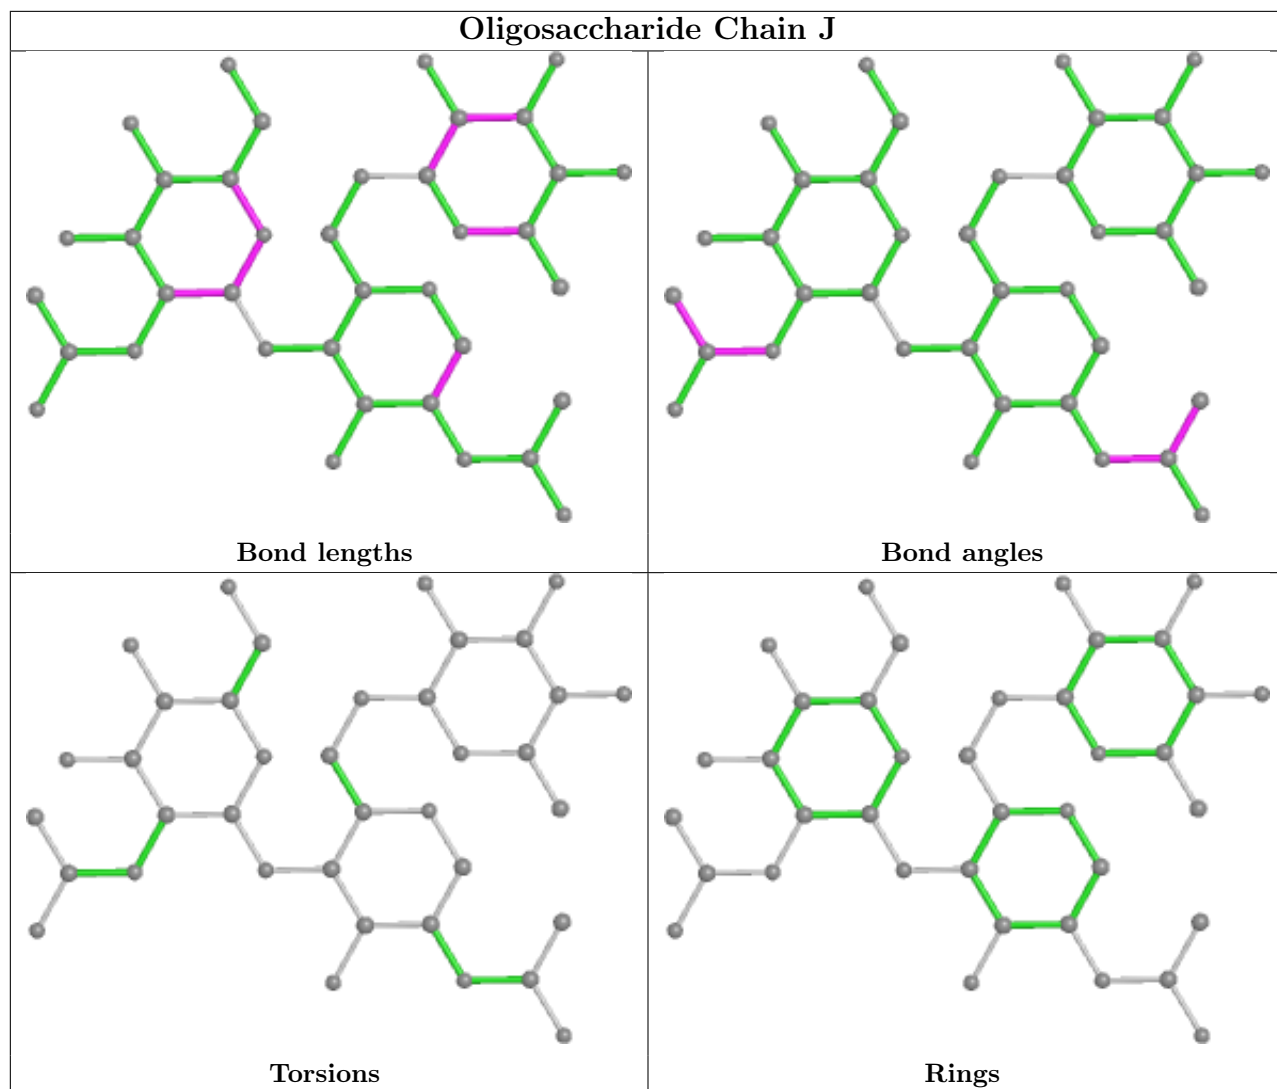 Oligosaccharide Chain J
Bond lengths
Bond angles
Torsions
Rings